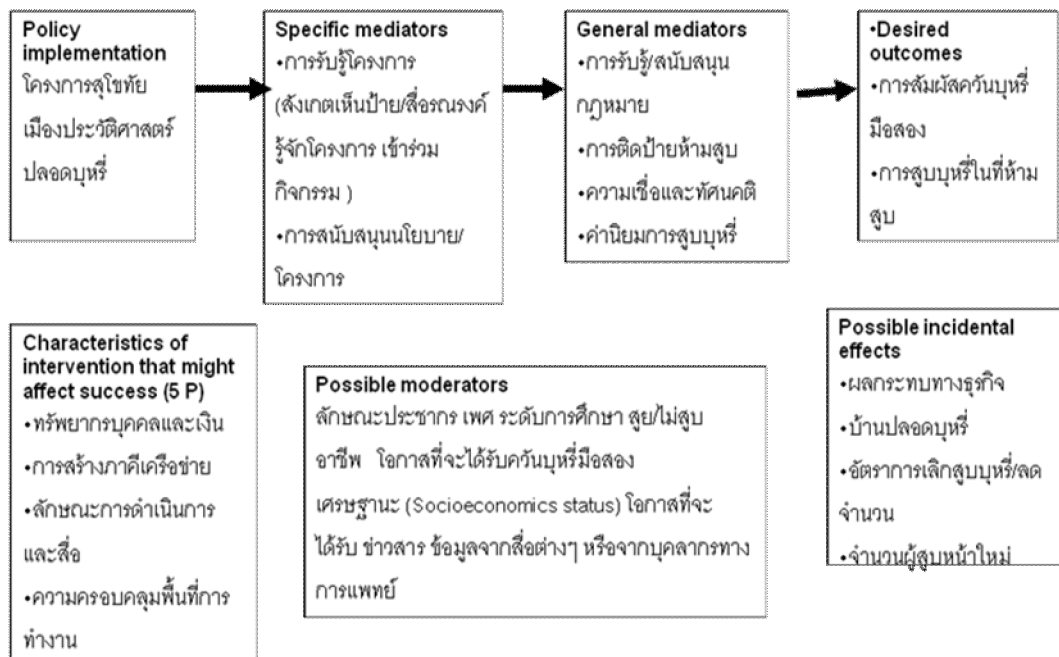 Policy
implementation
โครงการสุโขทัย
เมืองประวัติศาสตร์
ปลอดบุหรี่
Specific mediators
•การรับรู้โครงการ
(สังเกตเห็นป้าย/สื่อรณรงค์
รู้จักโครงการ เข้าร่วม
กิจกรรม )
•การสนับสนุนนโยบาย/
โครงการ
General mediators
•การรับรู้/สนับสนุน
กฎหมาย
•การติดป้ายห้ามสูบ
•ความเชื่อและทัศนคติ
•ค่านิยมการสูบบุหรี่
•Desired
outcomes
•การสัมผัสควันบุหรี่
มือสอง
•การสูบบุหรี่ในที่ห้าม
สูบ
Characteristics of
intervention that might
affect success (5 P)
•ทรัพยากรบุคคลและเงิน
•การสร้างภาคีเครือข่าย
•ลักษณะการดำเนินการ
และสื่อ
•ความครอบคลุมพื้นที่การ
ทำงาน
Possible moderators
ลักษณะประชากร เพศ ระดับการศึกษา สูย/ไม่สูบ
อาชีพ โอกาสที่จะได้รับควันบุหรี่มือสอง
เศรษฐานะ (Socioeconomics status) โอกาสที่จะ
ได้รับ ข่าวสาร ข้อมูลจากสื่อต่างๆ หรือจากบุคลากรทาง
การแพทย์
Possible incidental
effects
•ผลกระทบทางธุรกิจ
•บ้านปลอดบุหรี่
•อัตราการเลิกสูบบุหรี่/ลด
จำนวน
•จำนวนผู้สูบหน้าใหม่